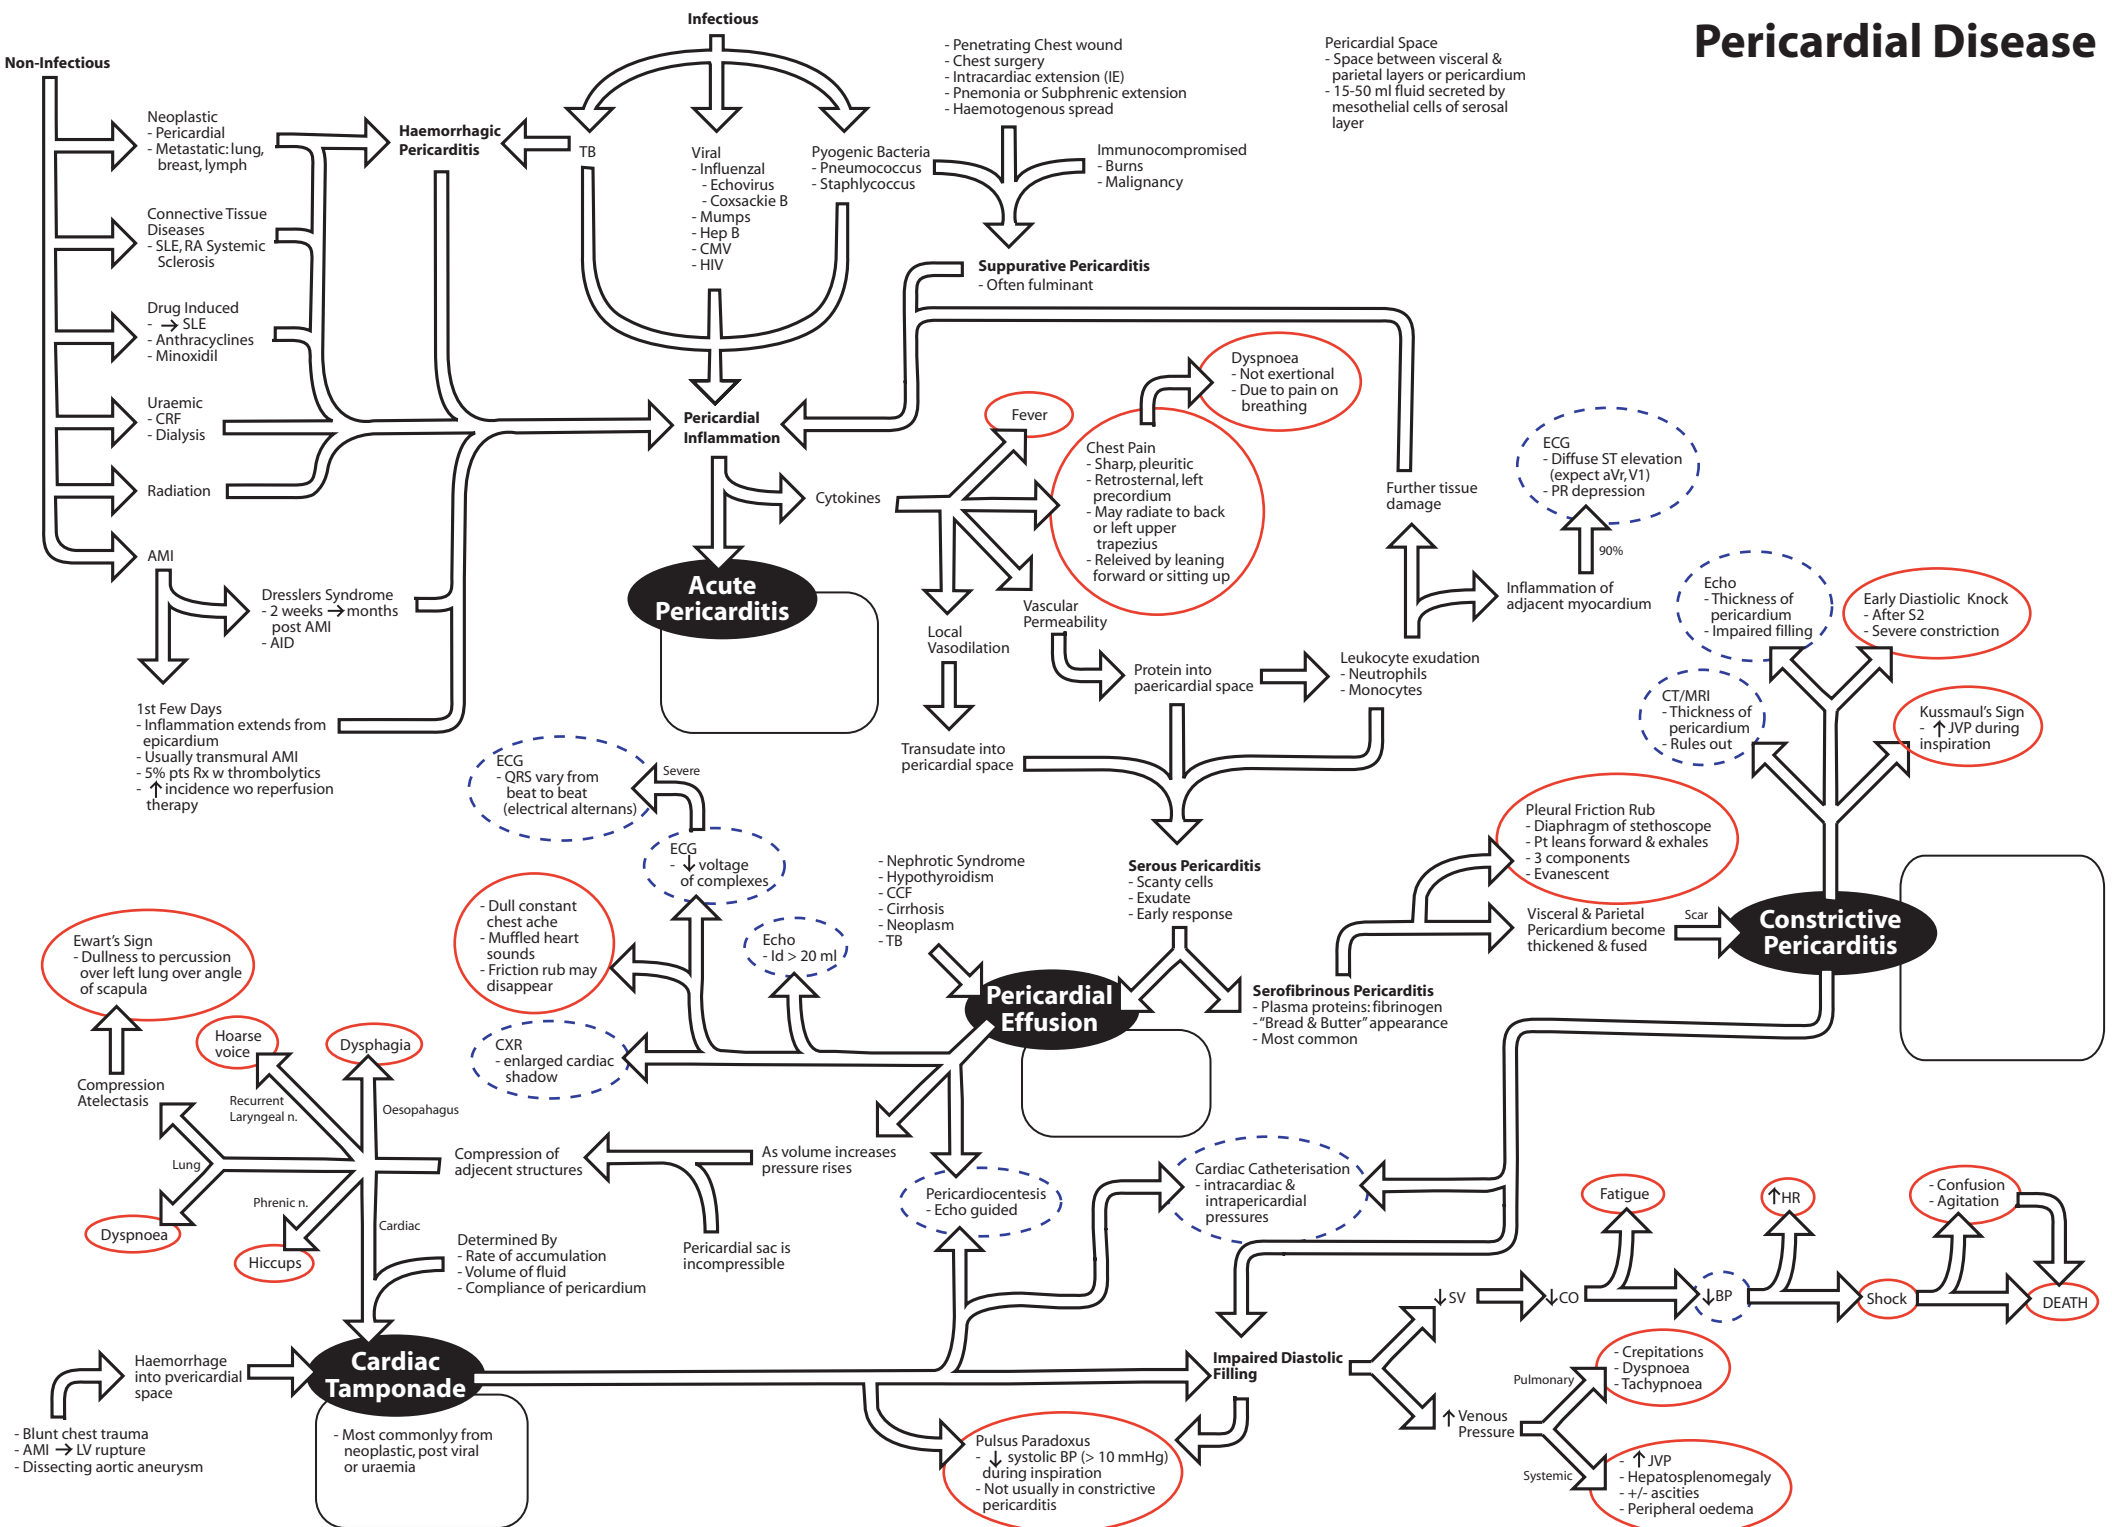 Pericardial Disease
Infectious
Non-Infectious
- Penetrating Chest wound
- Chest surgery
- Intracardiac extension (IE)
- Pnemonia or Subphrenic extension
- Haemotogenous spread
Pericardial Space
- Space between visceral &
parietal layers or pericardium
- 15-50 ml fluid secreted by
mesothelial cells of serosal
layer
Neoplastic
- Pericardial
- Metastatic: lung,
breast, lymph
Haemorrhagic
Pericarditis
TB
Viral
- Influenzal
- Echovirus
- Coxsackie B
- Mumps
- Hep B
- CMV
- HIV
Pyogenic Bacteria
- Pneumococcus
- Staphlycoccus
Immunocompromised
- Burns
- Malignancy
Connective Tissue
Diseases
- SLE, RA Systemic
Sclerosis
Suppurative Pericarditis
- Often fulminant
Drug Induced
- → SLE
- Anthracyclines
- Minoxidil
Uraemic
- CRF
- Dialysis
Radiation
AMI
Pericardial
Inflammation
Cytokines
Fever
Dyspnoea
- Not exertional
- Due to pain on
breathing
Chest Pain
- Sharp, pleuritic
- Retrosternal, left
precordium
- May radiate to back
or left upper
trapezius
- Releived by leaning
forward or sitting up
Further tissue
damage
ECG
- Diffuse ST elevation
(expect aVr, V1)
- PR depression
90%
Inflammation of
adjacent myocardium
Acute
Pericarditis
Dresslers Syndrome
- 2 weeks → months
post AMI
- AID
1st Few Days
- Inflammation extends from
epicardium
- Usually transmural AMI
- 5% pts Rx w thrombolytics
- ↑ incidence wo reperfusion
therapy
Local
Vasodilation
Vascular
Permeability
Protein into
paericardial space
Leukocyte exudation
- Neutrophils
- Monocytes
Transudate into
pericardial space
Echo
- Thickness of
pericardium
- Impaired filling
Early Diastiolic Knock
- After S2
- Severe constriction
CT/MRI
- Thickness of
pericardium
- Rules out
Kussmaul's Sign
- ↑ JVP during
inspiration
ECG
- QRS vary from
beat to beat
(electrical alternans)
Severe
ECG
- ↓ voltage
of complexes
- Nephrotic Syndrome
- Hypothyroidism
- CCF
- Cirrhosis
- Neoplasm
- TB
Serous Pericarditis
- Scanty cells
- Exudate
- Early response
Pleural Friction Rub
- Diaphragm of stethoscope
- Pt leans forward & exhales
- 3 components
- Evanescent
Visceral & Parietal
Pericardium become
thickened & fused
Scar
Constrictive
Pericarditis
- Dull constant
chest ache
- Muffled heart
sounds
- Friction rub may
disappear
Echo
- Id > 20 ml
Ewart's Sign
- Dullness to percussion
over left lung over angle
of scapula
Pericardial
Effusion
Serofibrinous Pericarditis
- Plasma proteins: fibrinogen
- "Bread & Butter" appearance
- Most common
CXR
- enlarged cardiac
shadow
Hoarse
voice
Dysphagia
Compression
Atelectasis
Recurrent
Laryngeal n.
Oesopahagus
Lung
Compression of
adjecent structures
As volume increases
pressure rises
Phrenic n.
Cardiac
Dyspnoea
Hiccups
Pericardial sac is
incompressible
Determined By
- Rate of accumulation
- Volume of fluid
- Compliance of pericardium
Pericardiocentesis
- Echo guided
Cardiac Catheterisation
- intracardiac &
intrapericardial
pressures
Fatigue
↑HR
- Confusion
- Agitation
↓SV
↓CO
↓BP
Shock
DEATH
Haemorrhage
into pvericardial
space
Cardiac
Tamponade
Impaired Diastolic
Filling
- Crepitations
- Dyspnoea
- Tachypnoea
Pulmonary
↑ Venous
Pressure
Systemic
- ↑ JVP
- Hepatosplenomegaly
- +/- ascities
- Peripheral oedema
- Blunt chest trauma
- AMI → LV rupture
- Dissecting aortic aneurysm
- Most commonlyy from
neoplastic, post viral
or uraemia
Pulsus Paradoxus
- ↓ systolic BP (> 10 mmHg)
during inspiration
- Not usually in constrictive
pericarditis